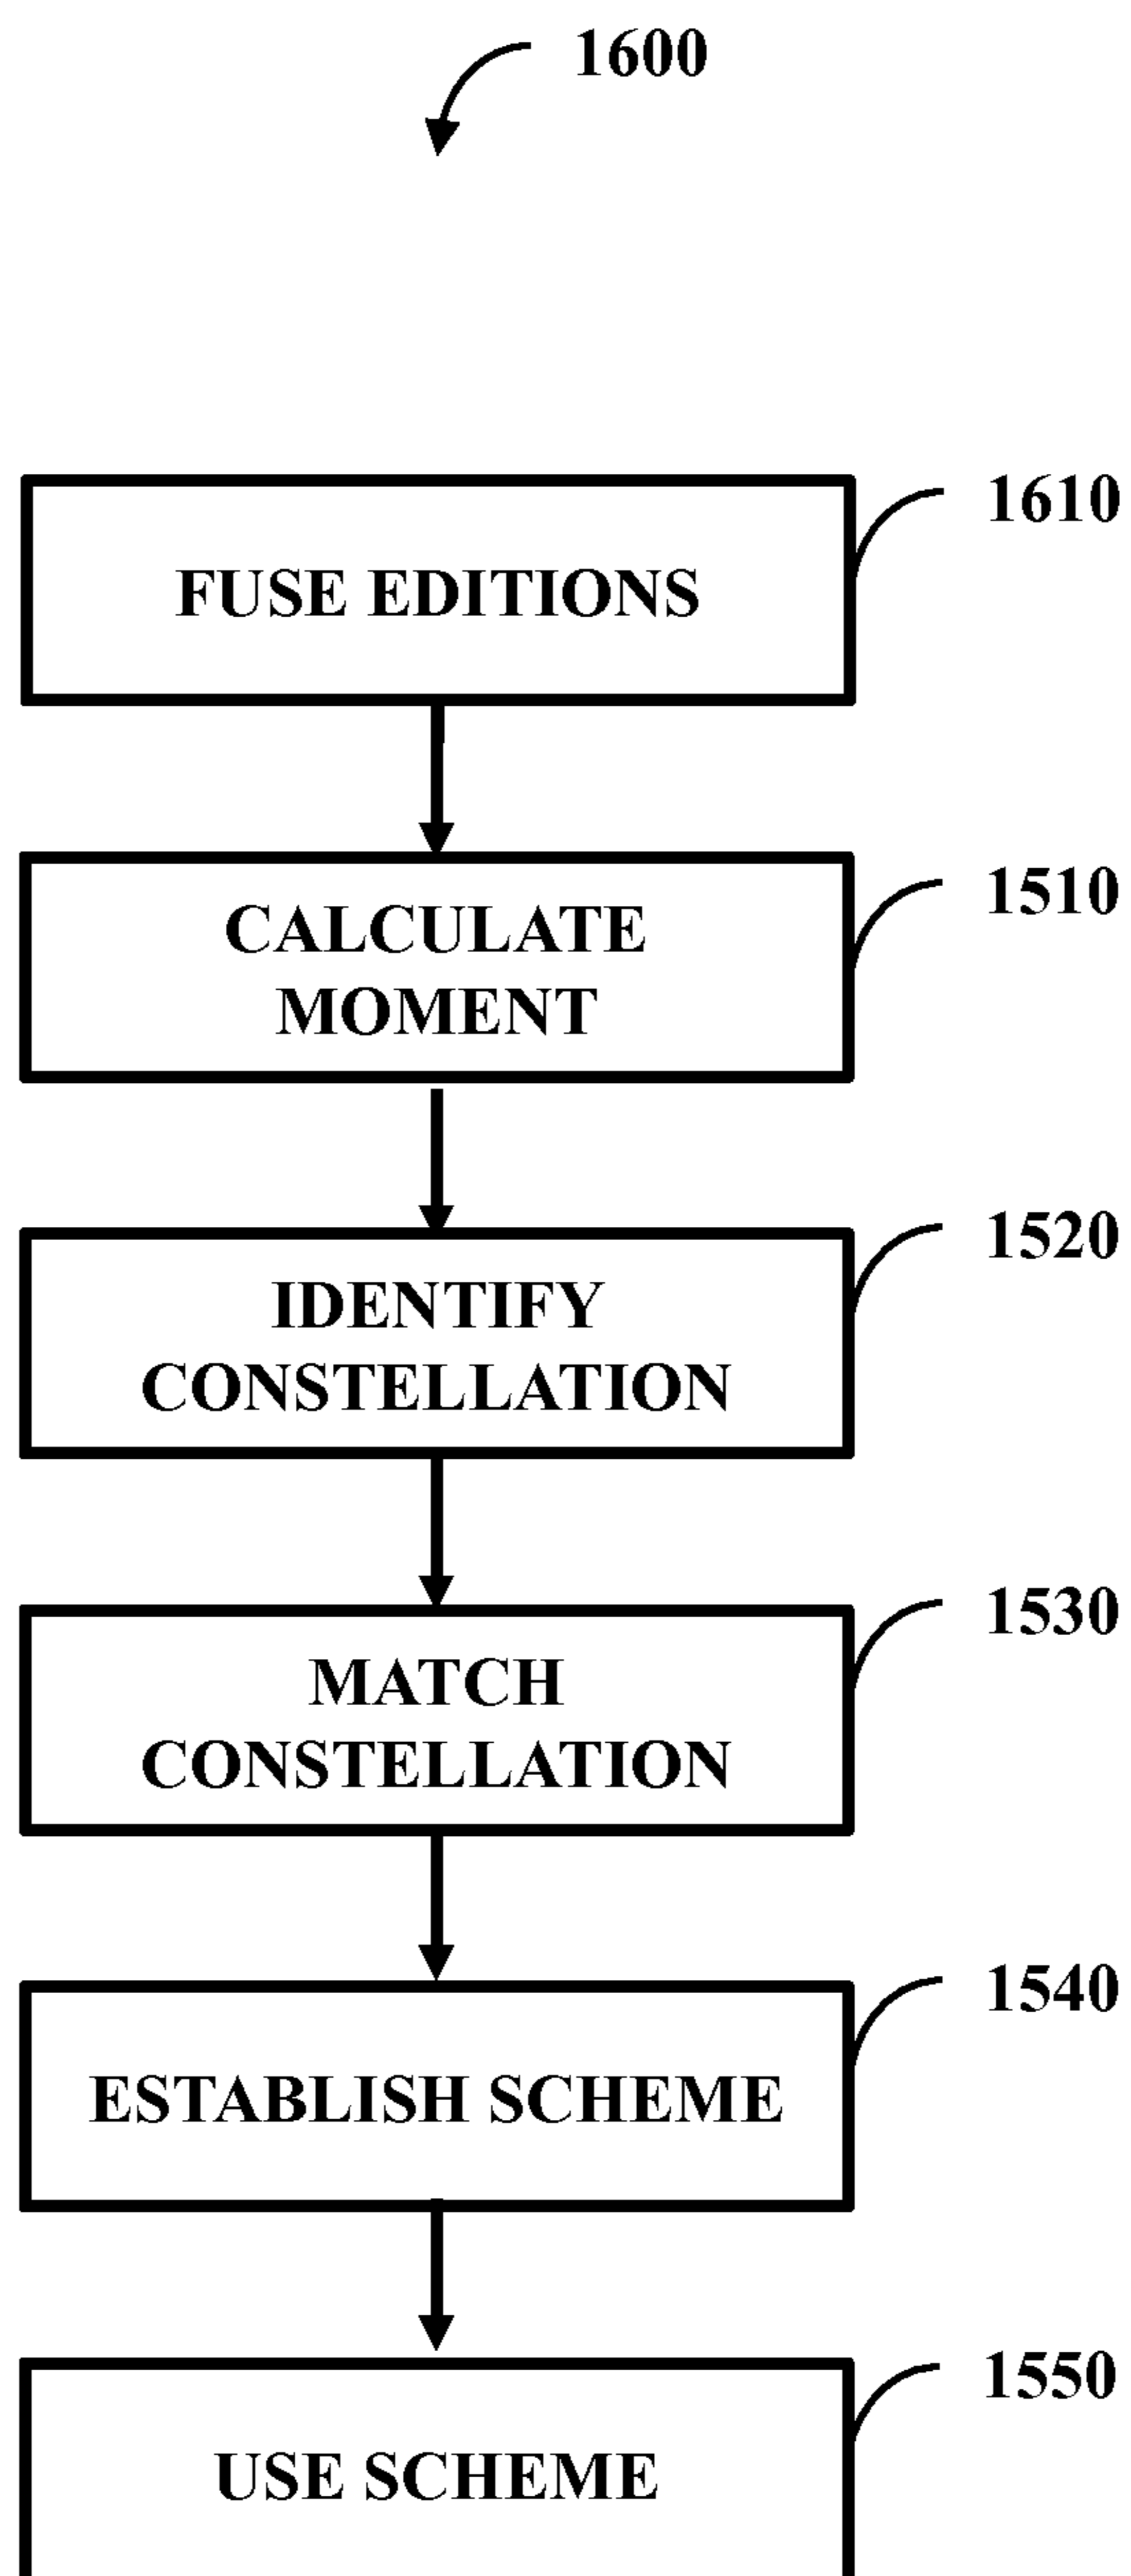 1600
1610
FUSE EDITIONS
1510
CALCULATE
MOMENT
1520
IDENTIFY
CONSTELLATION
1530
MATCH
CONSTELLATION
1540
ESTABLISH SCHEME
1550
USE SCHEME